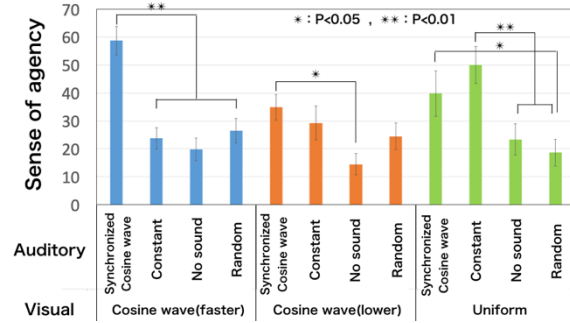 70
60
50
40
30
20
10
0
Sense of agency
**
*：P<0.05 , **：P<0.01
*
**
*
Auditory
Synchronized
Cosine wave
Constant
No sound
Random
Synchronized
Cosine wave
Constant
No sound
Random
Synchronized
Cosine wave
Constant
No sound
Random
Visual
Cosine wave(faster)
Cosine wave(lower)
Uniform